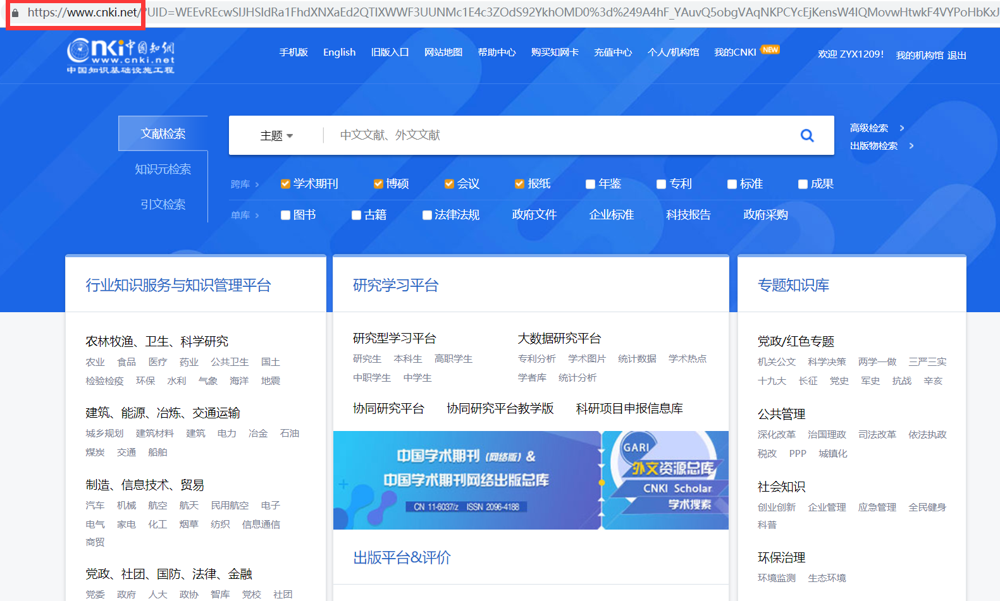 https://www.cnki.net/?UID=WEEvREcwSlJHSldRa1FhdXNXaEd2QTlXWWF3UUNMc1E4c3ZOdS92YkhOMD0%3d%249A4hF_YAuvQ5obgVAqNKPCYcEjKensW4IQMovwHtwkF4VYPoHbKxJ
Cnki中国知网
www.cnki.net
中国知识基础设施工程
手机版 English 旧版入口 网站地图 帮助中心 购买知网卡 充值中心 个人/机构馆 我的CNKI NEW 欢迎 ZYX1209! 我的机构馆 退出
文献检索
主题 中文文献、外文文献
高级检索 >
出版物检索 >
知识元检索
引文检索
跨库 > 学术期刊 博硕 会议 报纸 年鉴 专利 标准 成果
单库 > 图书 古籍 法律法规 政府文件 企业标准 科技报告 政府采购
行业知识服务与知识管理平台
农林牧渔、卫生、科学研究
农业 食品 医疗 药业 公共卫生 国土
检验检疫 环保 水利 气象 海洋 地震
建筑、能源、冶炼、交通运输
城乡规划 建筑材料 建筑 电力 冶金 石油
煤炭 交通 船舶
制造、信息技术、贸易
汽车 机械 航空 航天 民用航空 电子
电气 家电 化工 烟草 纺织 信息通信
商贸
党政、社团、国防、法律、金融
党委 政府 人大 政协 智库 党校 社团
研究学习平台
研究型学习平台
研究生 本科生 高职学生
中职学生 中学生
大数据研究平台
专利分析 学术图片 统计数据 学术热点
学者库 统计分析
协同研究平台 协同研究平台教学版 科研项目申报信息库
中国学术期刊 (网络版) &
中国学术期刊网络出版总库
CN 11-6037/z ISSN 2096-4188
GARI
外文资源总库
CNKI Scholar
学术搜索
出版平台&评价
专题知识库
党政/红色专题
机关公文 科学决策 两学一做 三严三实
十九大 长征 党史 军史 抗战 辛亥
公共管理
深化改革 治国理政 司法改革 依法执政
税改 PPP 城镇化
社会知识
创业创新 企业管理 应急管理 全民健身
科普
环保治理
环境监测 生态环境